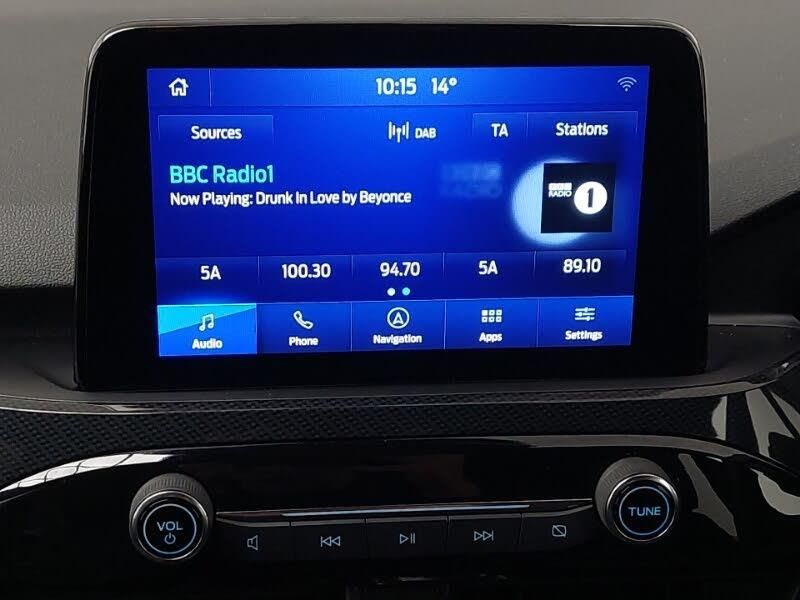 10:15 14°
Sources DAB TA Stations
BBC Radio1
Now Playing: Drunk In Love by Beyonce
BBC
RADIO 1
5A 100.30 94.70 5A 89.10
Audio Phone Navigation Apps Settings
VOL TUNE